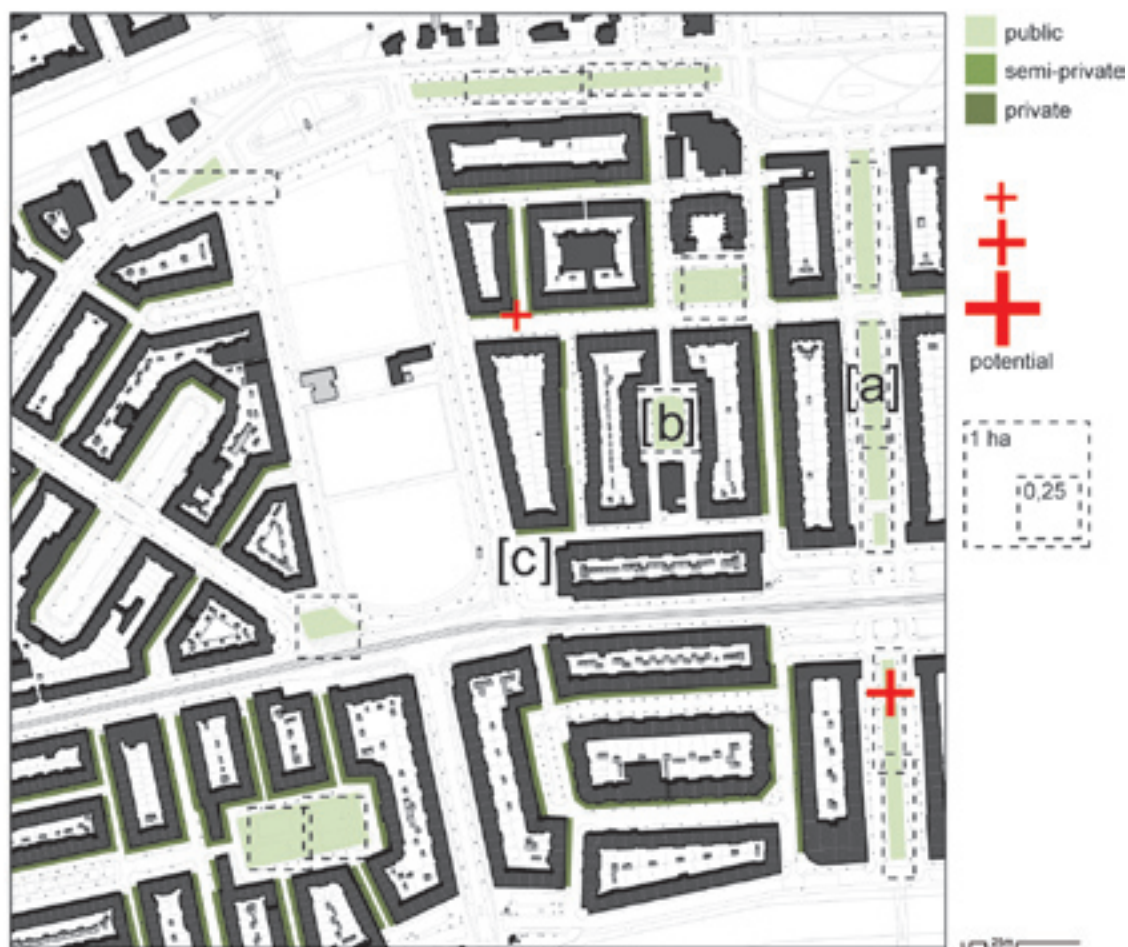 public
semi-private
private
potential
1 ha
0,25
[a]
[b]
[c]